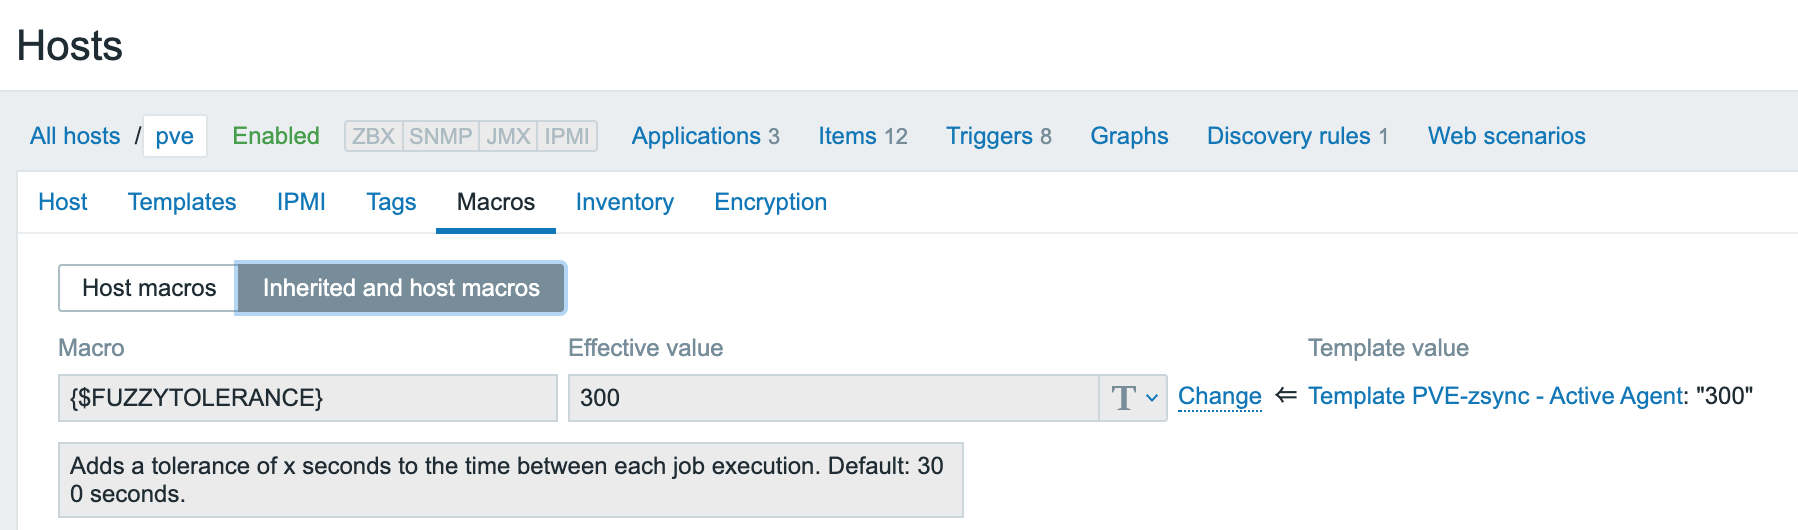 Hosts
All hosts / pve Enabled ZBX SNMP JMX IPMI Applications 3 Items 12 Triggers 8 Graphs Discovery rules 1 Web scenarios
Host Templates IPMI Tags Macros Inventory Encryption
Host macros Inherited and host macros
Macro Effective value Template value
{$FUZZYTOLERANCE} 300 T Change ⇐ Template PVE-zsync - Active Agent: "300"
Adds a tolerance of x seconds to the time between each job execution. Default: 30
0 seconds.